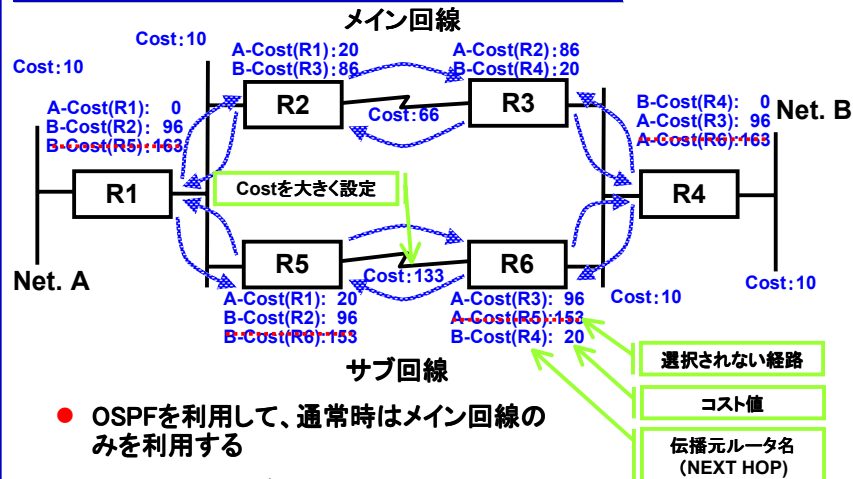 メイン回線
Cost:10
Cost:10
A-Cost(R1):20
B-Cost(R3):86
A-Cost(R2):86
B-Cost(R4):20
A-Cost(R1): 0
B-Cost(R2): 96
B-Cost(R5):163
R2
Cost:66
R3
B-Cost(R4): 0
A-Cost(R3): 96
A-Cost(R6):163
Net. B
R1
Costを大きく設定
R4
R5
Cost:133
R6
Net. A
A-Cost(R1): 20
B-Cost(R2): 96
B-Cost(R6):153
A-Cost(R3): 96
A-Cost(R5):153
B-Cost(R4): 20
Cost:10
Cost:10
サブ回線
選択されない経路
コスト値
伝播元ルータ名
(NEXT HOP)
● OSPFを利用して、通常時はメイン回線の
みを利用する